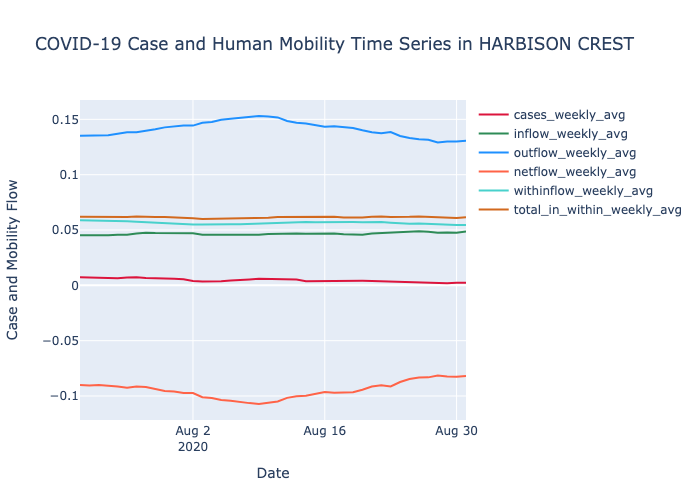 COVID-19 Case and Human Mobility Time Series in HARBISON CREST
cases_weekly_avg
inflow_weekly_avg
outflow_weekly_avg
netflow_weekly_avg
withinflow_weekly_avg
total_in_within_weekly_avg
Case and Mobility Flow
0.15
0.1
0.05
0
−0.05
−0.1
Aug 2
2020
Aug 16
Aug 30
Date